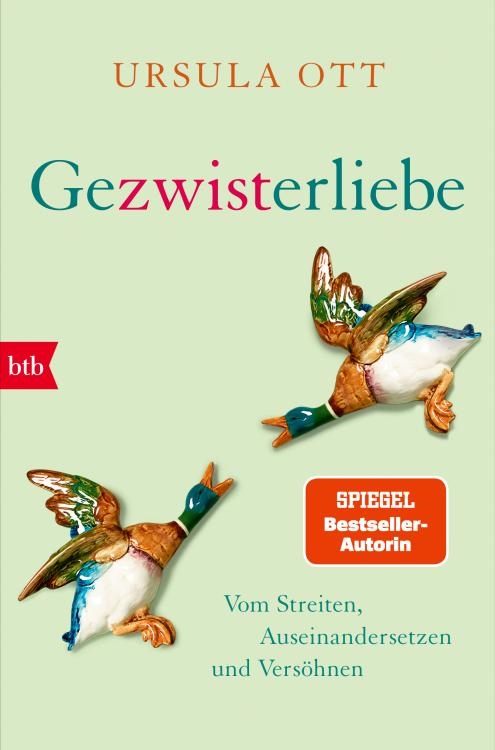 URSULA OTT
Gezwisterliebe
btb
SPIEGEL
Bestseller-
Autorin
Vom Streiten,
Auseinandersetzen
und Versöhnen